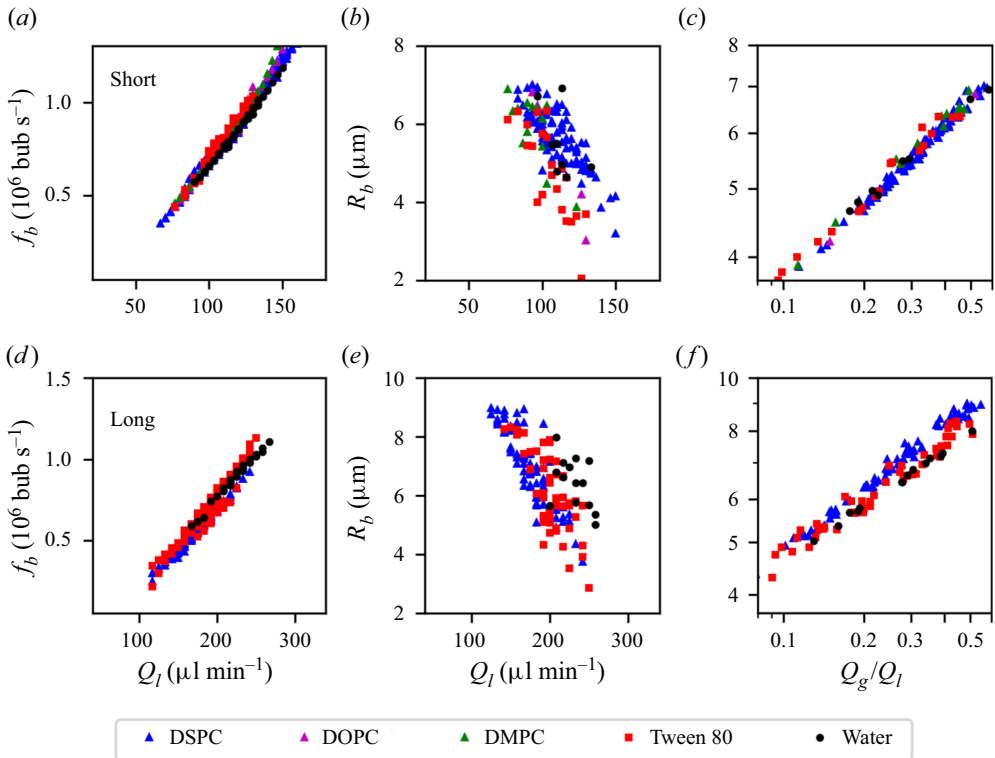 (a)
(b)
(c)
Short
f_b (10⁶ bub s⁻¹)
1.0
0.5
50
100
150
R_b (μm)
8
6
4
2
50
100
150
8
7
6
5
4
0.1
0.2
0.3
0.5
(d)
(e)
(f)
Long
f_b (10⁶ bub s⁻¹)
1.5
1.0
0.5
100
200
300
Q_l (μl min⁻¹)
R_b (μm)
10
8
6
4
2
100
200
300
Q_l (μl min⁻¹)
10
8
6
5
4
0.1
0.2
0.3
0.5
Q_g/Q_l
DSPC DOPC DMPC Tween 80 Water